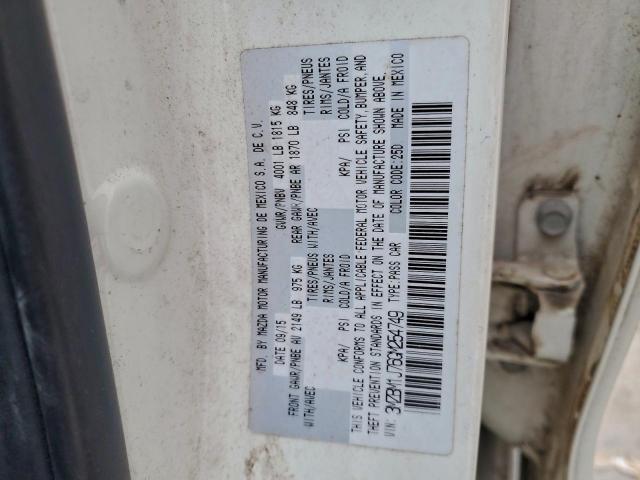 MFD. BY MAZDA MOTOR MANUFACTURING DE MEXICO S.A. DE C.V.
DATE 09/15 GVWR/PNBV 4001 LB 1815 KG
FRONT GAWR/PNBE AV 2149 LB 975 KG REAR GAWR/PNBE AR 1870 LB 848 KG
WITH/AVEC TIRES/PNEUS WITH/AVEC TIRES/PNEUS
RIMS/JANTES RIMS/JANTES
KPA/ PSI COLD/A FROID KPA/ PSI COLD/A FROID
THIS VEHICLE CONFORMS TO ALL APPLICABLE FEDERAL MOTOR VEHICLE SAFETY, BUMPER, AND
THEFT PREVENTION STANDARDS IN EFFECT ON THE DATE OF MANUFACTURE SHOWN ABOVE.
VIN: 3MZBM1J76GM254749 TYPE:PASS CAR COLOR CODE:25D MADE IN MEXICO